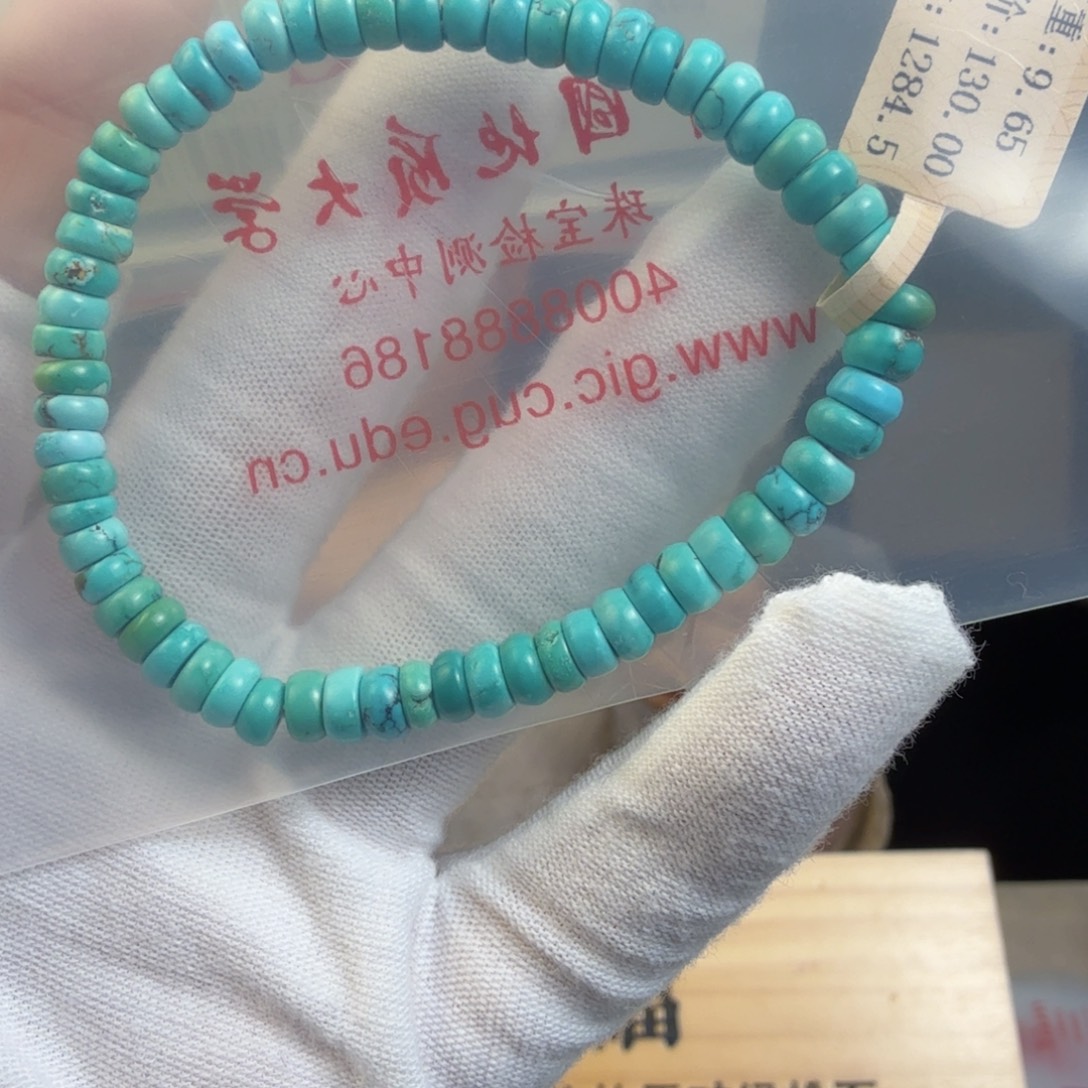 国地质大学
珠宝检测中心
4008888186
www.gic.cug.edu.cn
重: 9.65
价: 130.00
: 1284.5